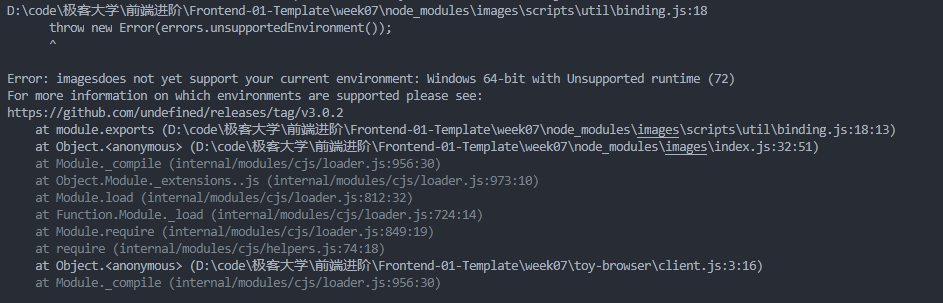 D:\code\极客大学\前端进阶\Frontend-01-Template\week07\node_modules\images\scripts\util\binding.js:18
throw new Error(errors.unsupportedEnvironment());
^
Error: imagesdoes not yet support your current environment: Windows 64-bit with Unsupported runtime (72)
For more information on which environments are supported please see:
https://github.com/undefined/releases/tag/v3.0.2
at module.exports (D:\code\极客大学\前端进阶\Frontend-01-Template\week07\node_modules\images\scripts\util\binding.js:18:13)
at Object.<anonymous> (D:\code\极客大学\前端进阶\Frontend-01-Template\week07\node_modules\images\index.js:32:51)
at Module._compile (internal/modules/cjs/loader.js:956:30)
at Object.Module._extensions..js (internal/modules/cjs/loader.js:973:10)
at Module.load (internal/modules/cjs/loader.js:812:32)
at Function.Module._load (internal/modules/cjs/loader.js:724:14)
at Module.require (internal/modules/cjs/loader.js:849:19)
at require (internal/modules/cjs/helpers.js:74:18)
at Object.<anonymous> (D:\code\极客大学\前端进阶\Frontend-01-Template\week07\toy-browser\client.js:3:16)
at Module._compile (internal/modules/cjs/loader.js:956:30)